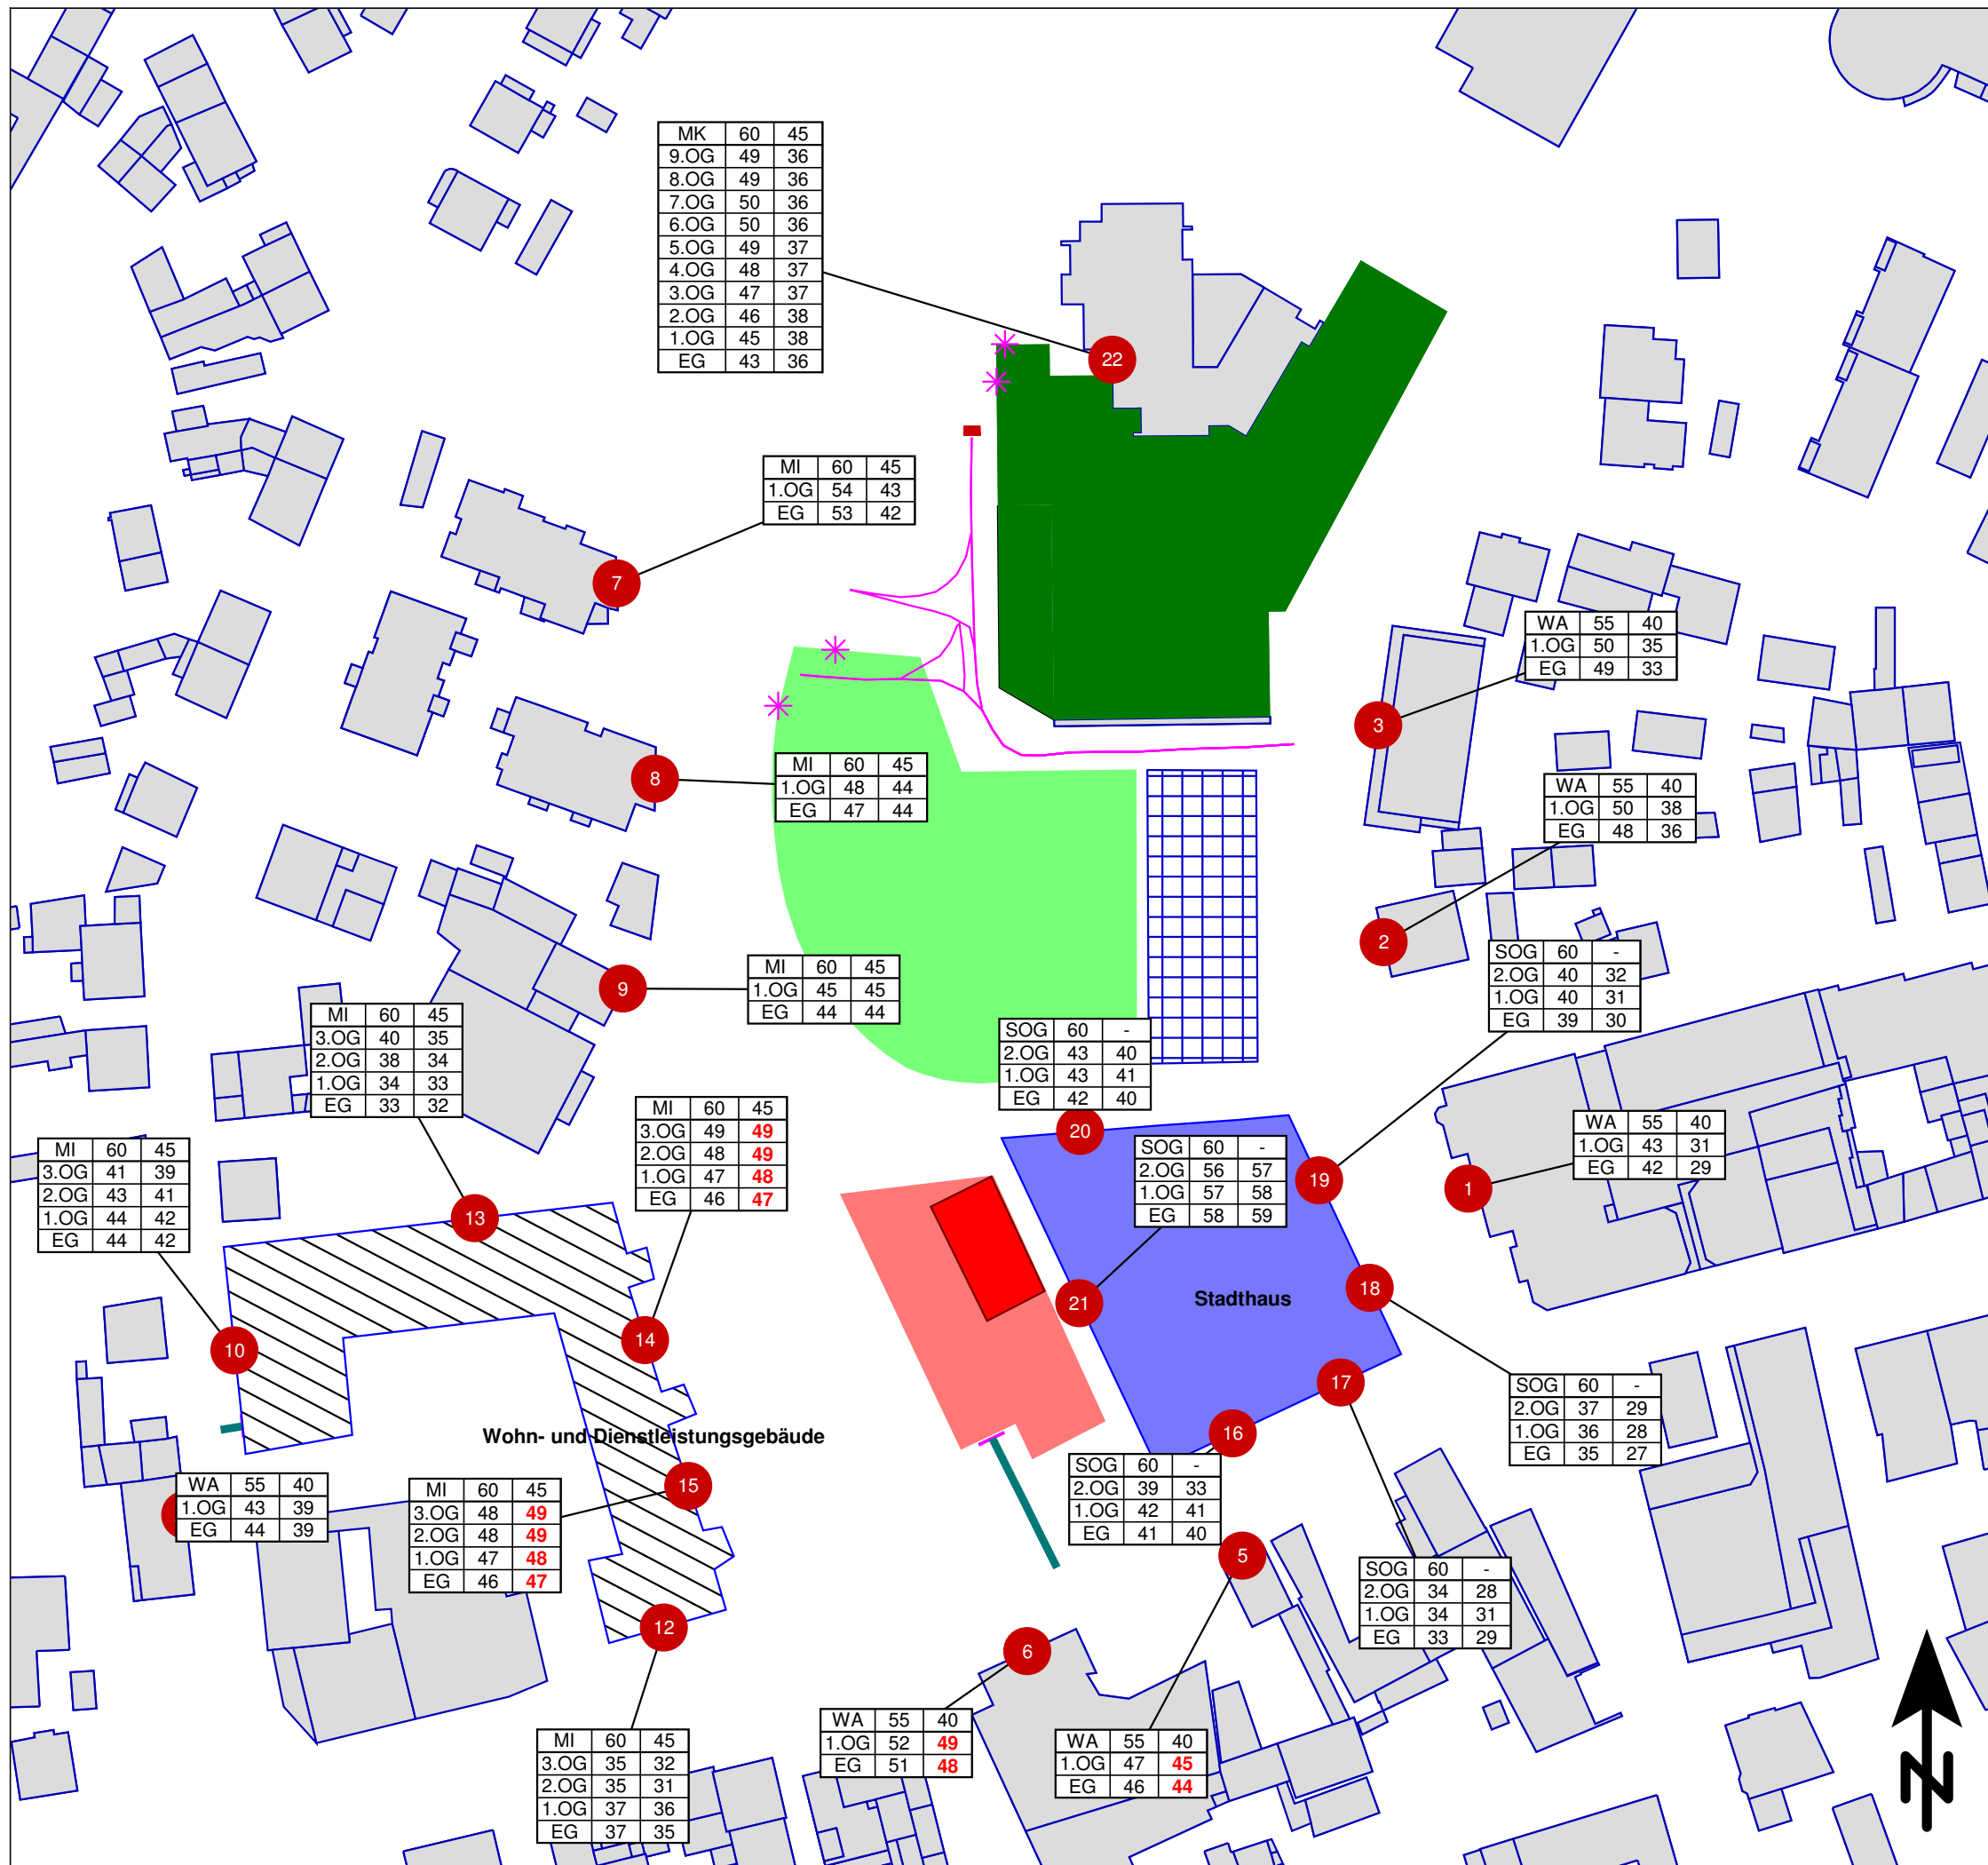 MK 60 45
9.OG 49 36
8.OG 49 36
7.OG 50 36
6.OG 50 36
5.OG 49 37
4.OG 48 37
3.OG 47 37
2.OG 46 38
1.OG 45 38
EG 43 36
22
MI 60 45
1.OG 54 43
EG 53 42
7
WA 55 40
1.OG 50 35
EG 49 33
3
MI 60 45
1.OG 48 44
EG 47 44
8
WA 55 40
1.OG 50 38
EG 48 36
2
MI 60 45
1.OG 45 45
EG 44 44
9
SOG 60 -
2.OG 40 32
1.OG 40 31
EG 39 30
19
MI 60 45
3.OG 40 35
2.OG 38 34
1.OG 34 33
EG 33 32
13
SOG 60 -
2.OG 43 40
1.OG 43 41
EG 42 40
20
MI 60 45
3.OG 49 49
2.OG 48 49
1.OG 47 48
EG 46 47
14
MI 60 45
3.OG 41 39
2.OG 43 41
1.OG 44 42
EG 44 42
10
SOG 60 -
2.OG 56 57
1.OG 57 58
EG 58 59
21
WA 55 40
1.OG 43 31
EG 42 29
1
Stadthaus
18
SOG 60 -
2.OG 37 29
1.OG 36 28
EG 35 27
17
16
Wohn- und Dienstleistungsgebäude
SOG 60 -
2.OG 39 33
1.OG 42 41
EG 41 40
WA 55 40
1.OG 43 39
EG 44 39
MI 60 45
3.OG 48 49
2.OG 48 49
1.OG 47 48
EG 46 47
15
5
SOG 60 -
2.OG 34 28
1.OG 34 31
EG 33 29
12
6
WA 55 40
1.OG 52 49
EG 51 48
WA 55 40
1.OG 47 45
EG 46 44
MI 60 45
3.OG 35 32
2.OG 35 31
1.OG 37 36
EG 37 35
N